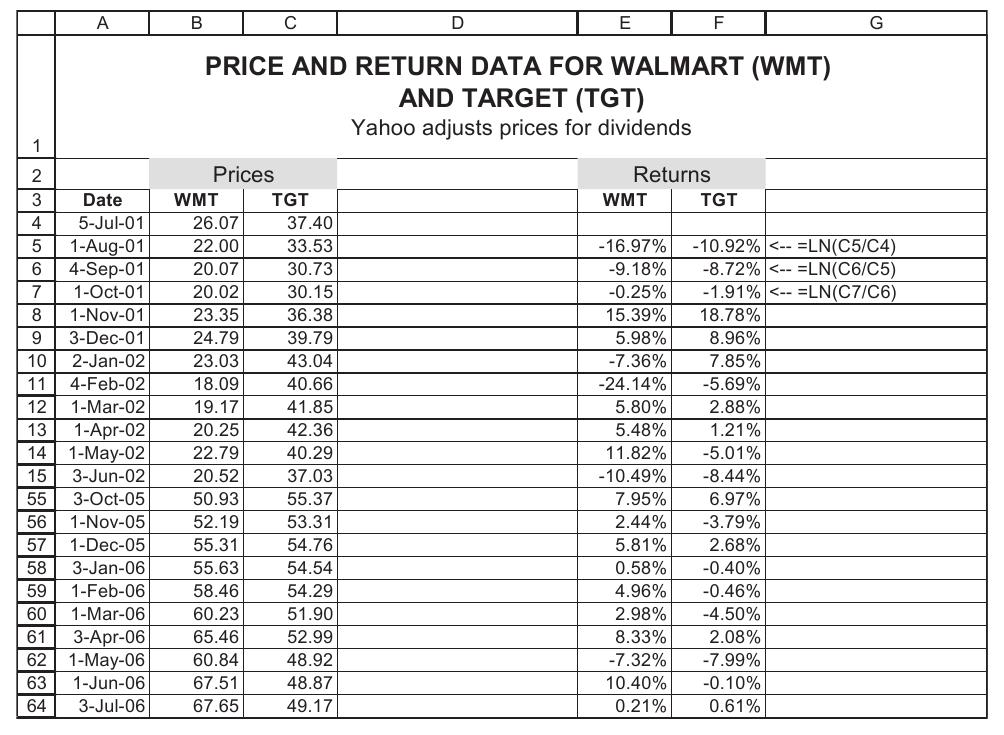 A B C D E F G
PRICE AND RETURN DATA FOR WALMART (WMT)
AND TARGET (TGT)
Yahoo adjusts prices for dividends
1
2 Prices Returns
3 Date WMT TGT WMT TGT
4 5-Jul-01 26.07 37.40
5 1-Aug-01 22.00 33.53 -16.97% -10.92% <-- =LN(C5/C4)
6 4-Sep-01 20.07 30.73 -9.18% -8.72% <-- =LN(C6/C5)
7 1-Oct-01 20.02 30.15 -0.25% -1.91% <-- =LN(C7/C6)
8 1-Nov-01 23.35 36.38 15.39% 18.78%
9 3-Dec-01 24.79 39.79 5.98% 8.96%
10 2-Jan-02 23.03 43.04 -7.36% 7.85%
11 4-Feb-02 18.09 40.66 -24.14% -5.69%
12 1-Mar-02 19.17 41.85 5.80% 2.88%
13 1-Apr-02 20.25 42.36 5.48% 1.21%
14 1-May-02 22.79 40.29 11.82% -5.01%
15 3-Jun-02 20.52 37.03 -10.49% -8.44%
55 3-Oct-05 50.93 55.37 7.95% 6.97%
56 1-Nov-05 52.19 53.31 2.44% -3.79%
57 1-Dec-05 55.31 54.76 5.81% 2.68%
58 3-Jan-06 55.63 54.54 0.58% -0.40%
59 1-Feb-06 58.46 54.29 4.96% -0.46%
60 1-Mar-06 60.23 51.90 2.98% -4.50%
61 3-Apr-06 65.46 52.99 8.33% 2.08%
62 1-May-06 60.84 48.92 -7.32% -7.99%
63 1-Jun-06 67.51 48.87 10.40% -0.10%
64 3-Jul-06 67.65 49.17 0.21% 0.61%